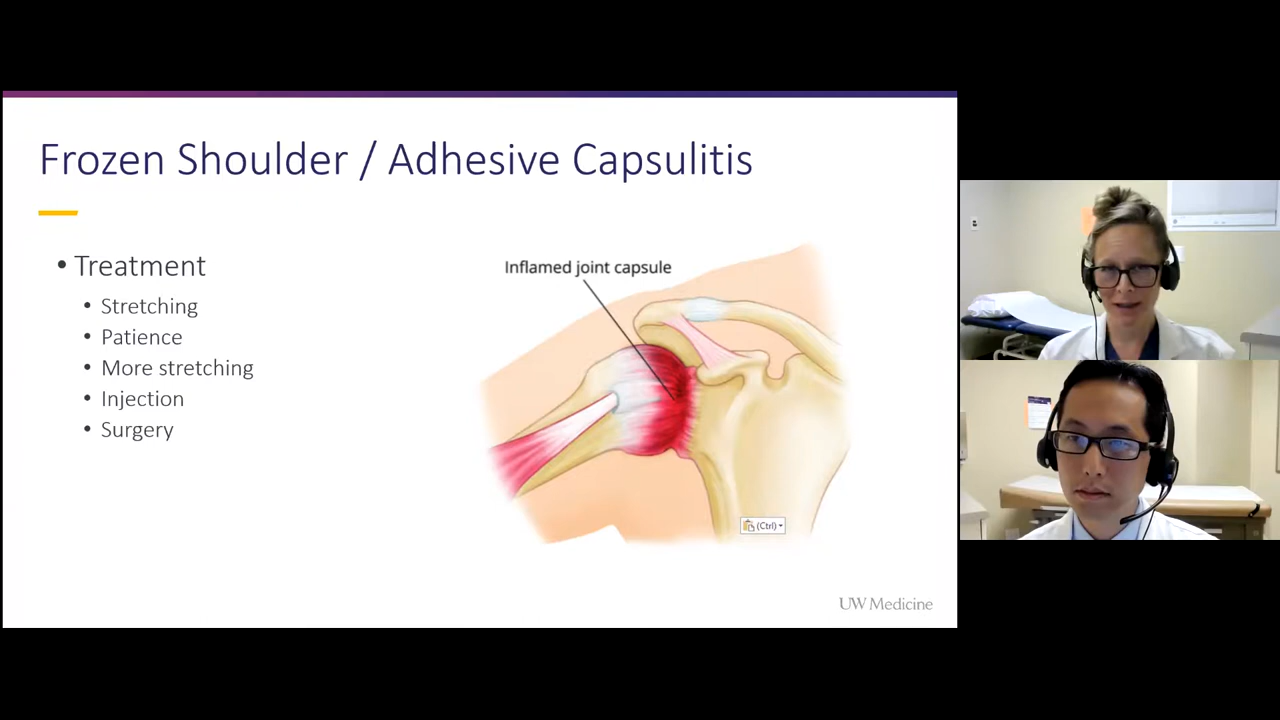 Frozen Shoulder / Adhesive Capsulitis
• Treatment
• Stretching
• Patience
• More stretching
• Injection
• Surgery
Inflamed joint capsule
(Ctrl)
UW Medicine